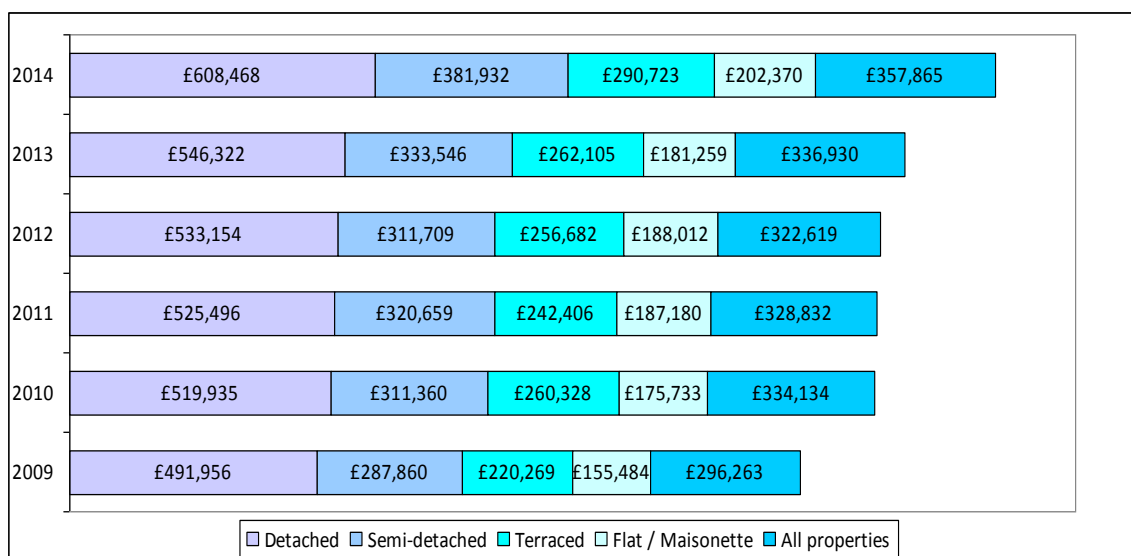 2014 £608,468 £381,932 £290,723 £202,370 £357,865
2013 £546,322 £333,546 £262,105 £181,259 £336,930
2012 £533,154 £311,709 £256,682 £188,012 £322,619
2011 £525,496 £320,659 £242,406 £187,180 £328,832
2010 £519,935 £311,360 £260,328 £175,733 £334,134
2009 £491,956 £287,860 £220,269 £155,484 £296,263
Detached Semi-detached Terraced Flat / Maisonette All properties